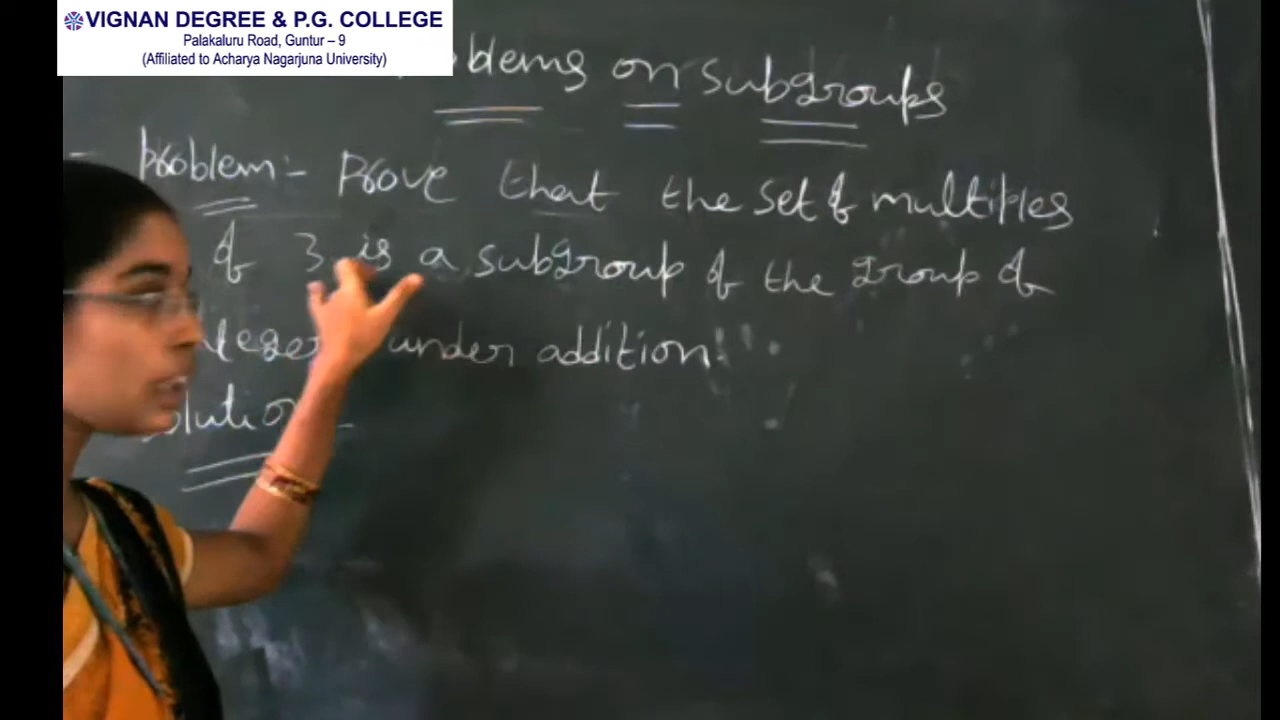 VIGNAN DEGREE & P.G. COLLEGE
Palakaluru Road, Guntur – 9
(Affiliated to Acharya Nagarjuna University)
on subgroups
Problem:- Prove that the set of multiples
of 3 is a subgroup of the group of
under addition.